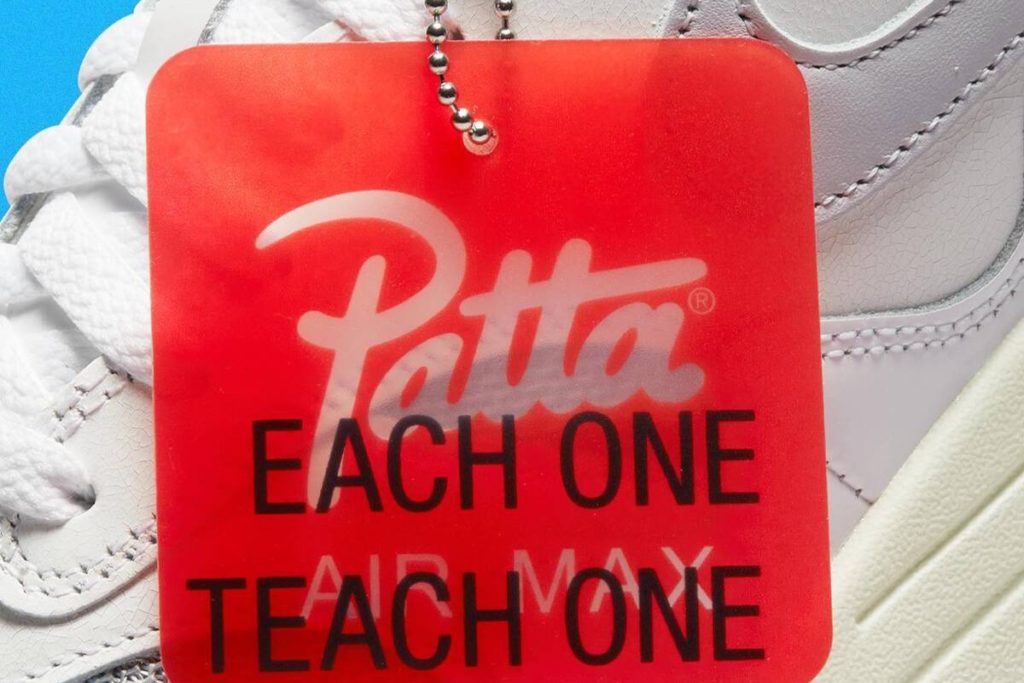 Patta®
EACH ONE
AIR MAX
TEACH ONE